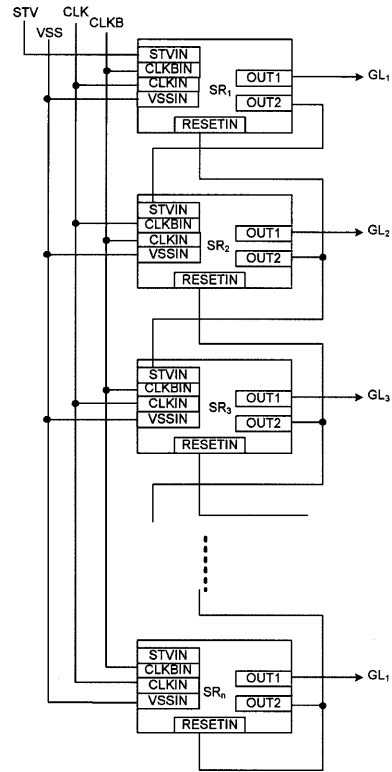 STV
CLK
VSS
CLKB
STVIN
CLKBIN
CLKIN
VSSIN
SR1
OUT1
OUT2
GL1
RESETIN
STVIN
CLKBIN
CLKIN
VSSIN
SR2
OUT1
OUT2
GL2
RESETIN
STVIN
CLKBIN
CLKIN
VSSIN
SR3
OUT1
OUT2
GL3
RESETIN
STVIN
CLKBIN
CLKIN
VSSIN
SRn
OUT1
OUT2
GL1
RESETIN